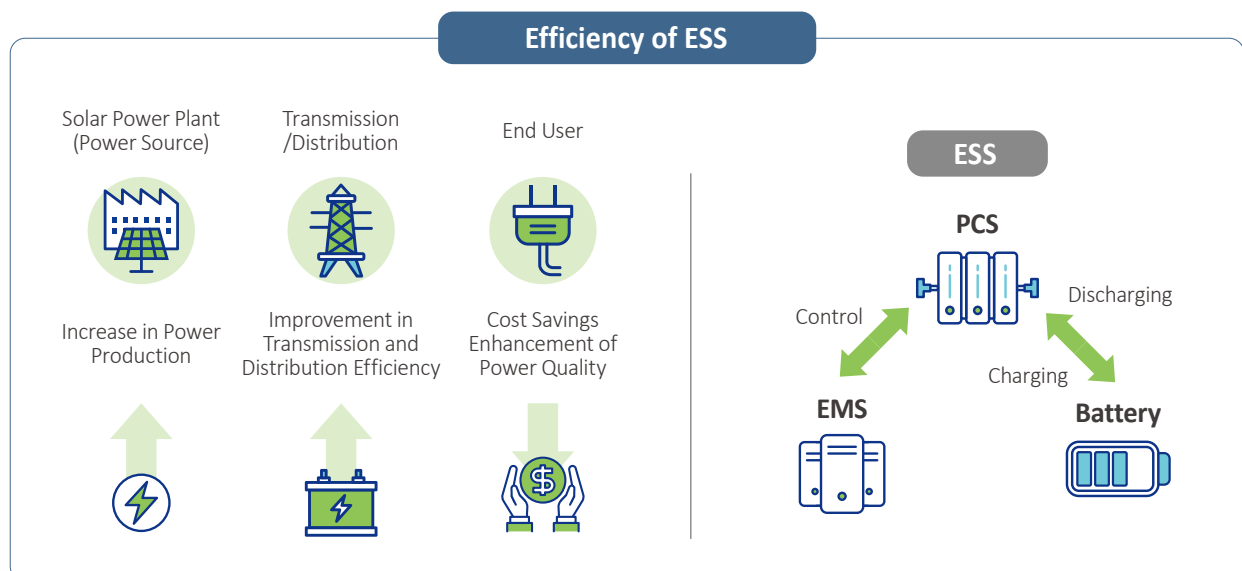 Efficiency of ESS
Solar Power Plant
(Power Source)
Transmission
/Distribution
End User
Increase in Power
Production
Improvement in
Transmission and
Distribution Efficiency
Cost Savings
Enhancement of
Power Quality
$
ESS
PCS
Control
Discharging
Charging
EMS
Battery